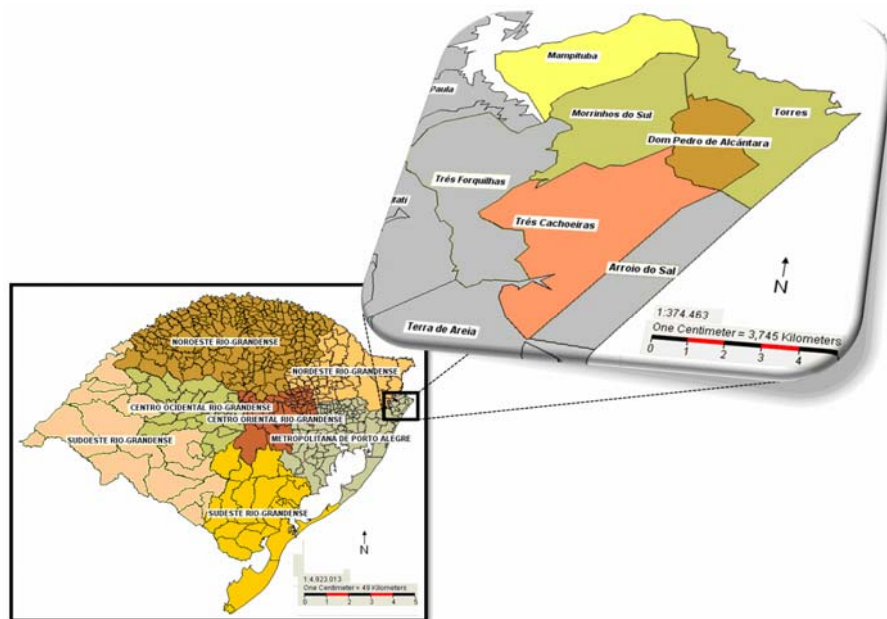 Mampituba
Paula
Morrinhos do Sul
Torres
Dom Pedro de Alcântara
Três Forquilhas
Três Cachoeiras
Arroio do Sal
N
Terra de Areia
1:374.463
One Centimeter = 3,745 Kilometers
0 1 2 3 4
NOROESTE RIO-GRANDENSE
NORDESTE RIO-GRANDENSE
CENTRO OCIDENTAL RIO-GRANDENSE
CENTRO ORIENTAL RIO-GRANDENSE
SUDOESTE RIO-GRANDENSE
METROPOLITANA DE PORTO ALEGRE
SUDESTE RIO-GRANDENSE
N
1:4.923.013
One Centimeter = 49 Kilometers
0 1 2 3 4 5